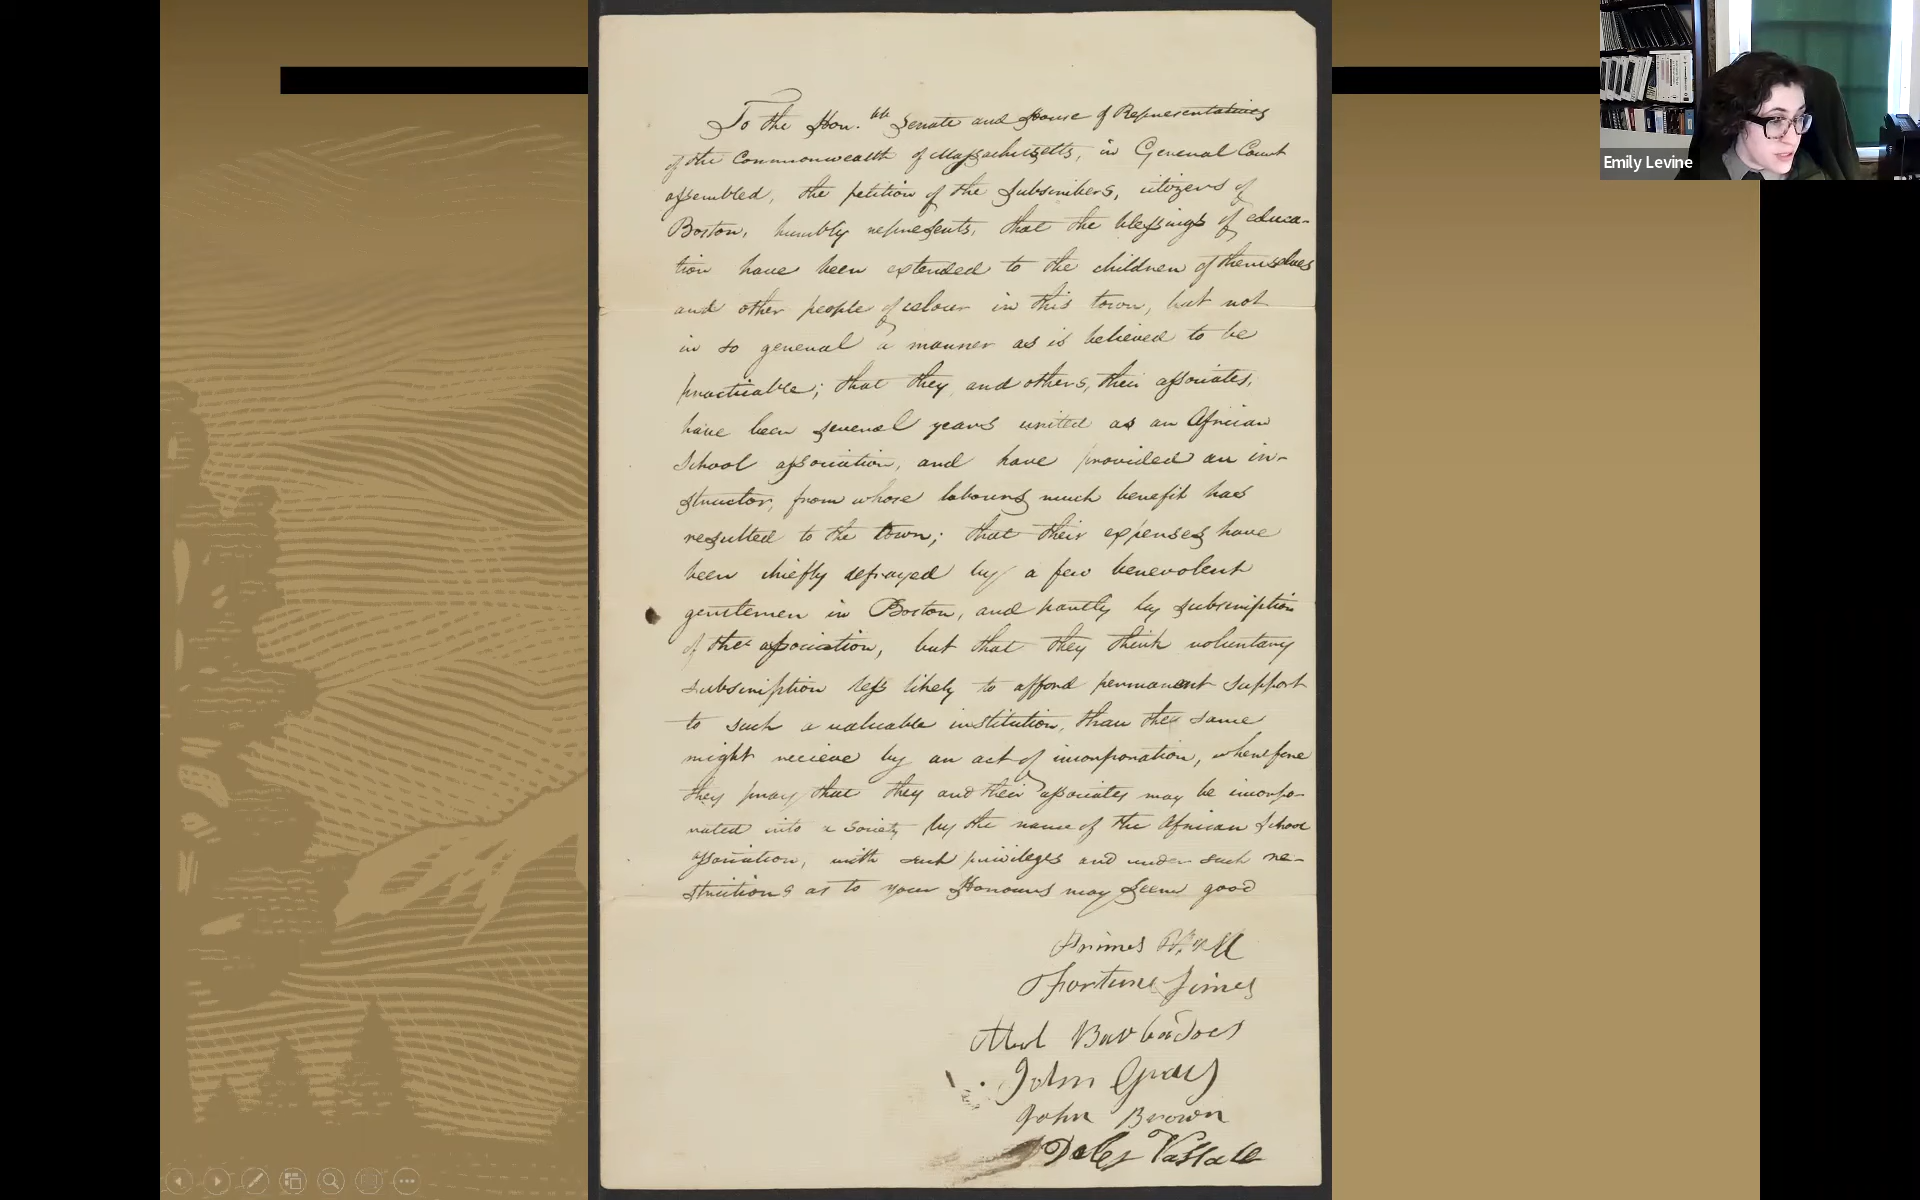 To the Hon.ble Senate and House of Representatives
of the Commonwealth of Massachusetts, in General Court
assembled, the petition of the Subscribers, citizens of
Boston, humbly represents, that the blessings of educa-
tion have been extended to the children of themselves
and other people of colour in this town, but not
in so general a manner as is believed to be
practicable; that they, and others, their associates,
have been several years united as an African
School association, and have provided an in-
structor, from whose labours much benefit has
resulted to the town; that their expenses have
been chiefly defrayed by a few benevolent
gentlemen in Boston, and partly by subscription
of the association, but that they think voluntary
subscription less likely to afford permanent support
to such a valuable institution, than the same
might recieve by an act of incorporation, wherefore
they pray that they and their associates may be incorpo-
rated into a society by the name of the African School
association, with such privileges and under such re-
strictions as to your Honours may seem good
Primes Hall
Fortune Simes
Abel Barbadoes
John Gray
John Brown
Vassall
Emily Levine